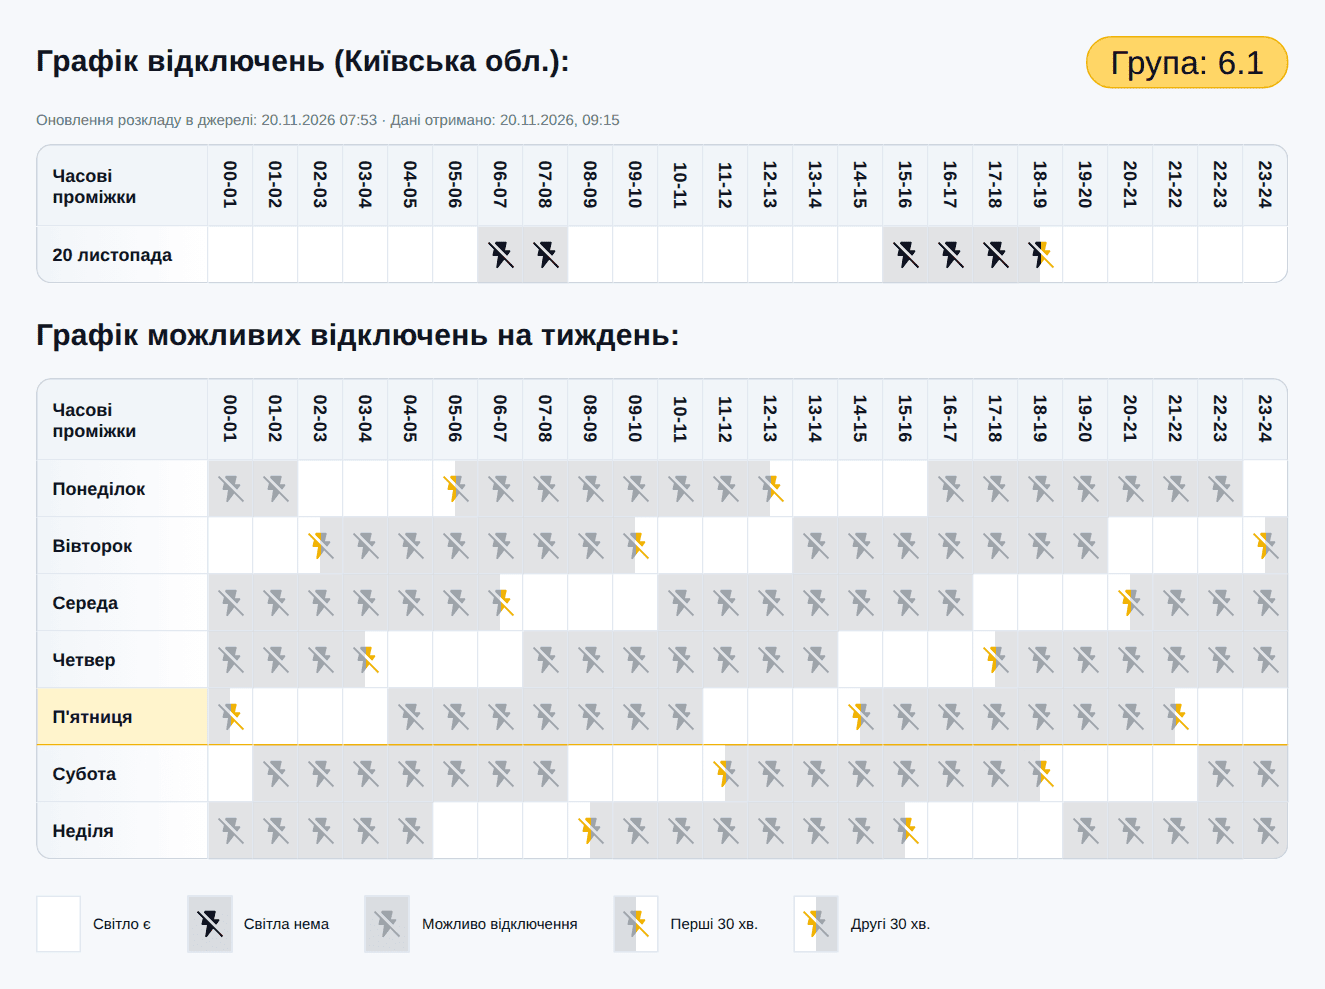 Графік відключень (Київська обл.):
Група: 6.1
Оновлення розкладу в джерелі: 20.11.2026 07:53 · Дані отримано: 20.11.2026, 09:15
Часові проміжки 00-01 01-02 02-03 03-04 04-05 05-06 06-07 07-08 08-09 09-10 10-11 11-12 12-13 13-14 14-15 15-16 16-17 17-18 18-19 19-20 20-21 21-22 22-23 23-24
20 листопада
Графік можливих відключень на тиждень:
Часові проміжки 00-01 01-02 02-03 03-04 04-05 05-06 06-07 07-08 08-09 09-10 10-11 11-12 12-13 13-14 14-15 15-16 16-17 17-18 18-19 19-20 20-21 21-22 22-23 23-24
Понеділок
Вівторок
Середа
Четвер
П'ятниця
Субота
Неділя
Світло є Світла нема Можливо відключення Перші 30 хв. Другі 30 хв.